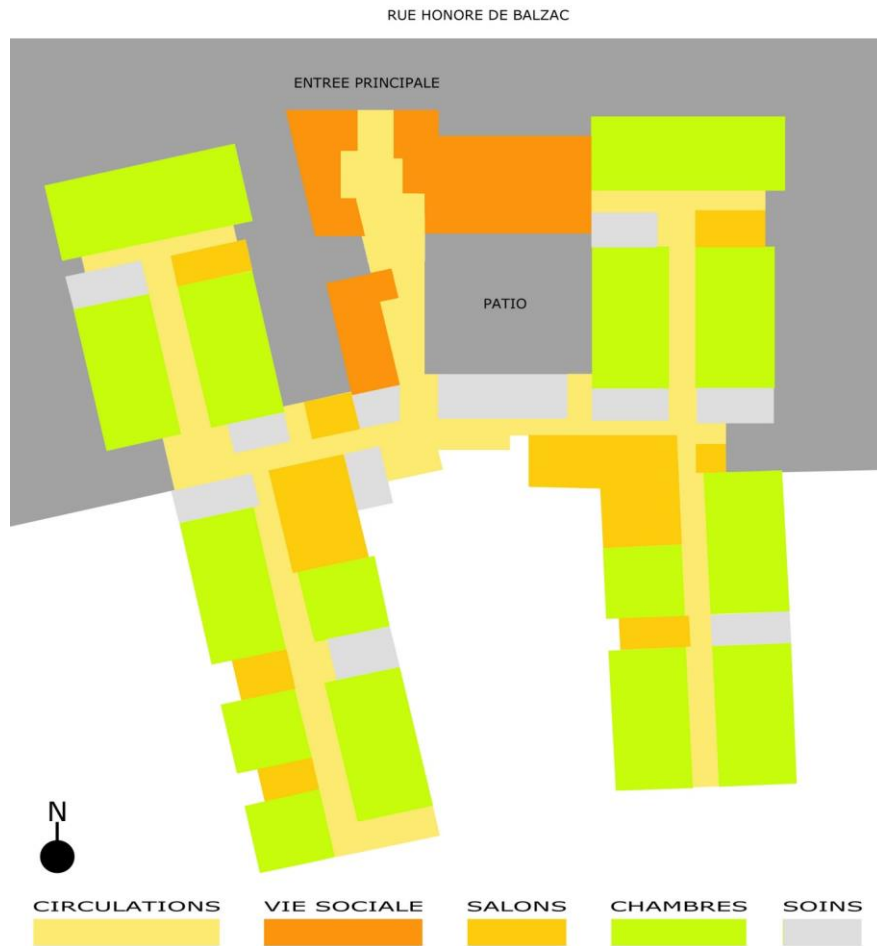 RUE HONORE DE BALZAC
ENTREE PRINCIPALE
PATIO
N
CIRCULATIONS VIE SOCIALE SALONS CHAMBRES SOINS